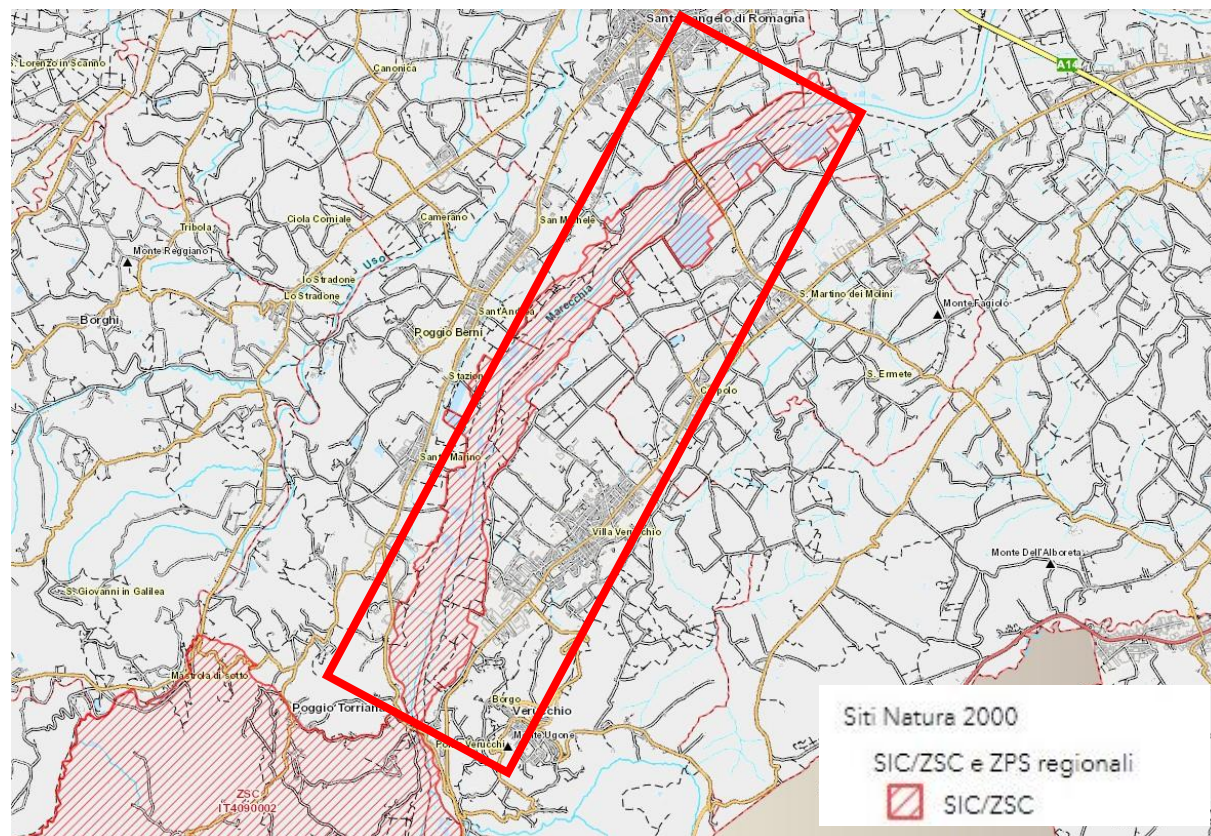 Sant
angelo di Romagna
S. Lorenzo in Scanno
Canonica
A14
Ciola Corniale
Camerano
San Michele
Tribola
Monte Reggiano
Uso
lo Stradone
Lo Stradone
Marecchia
S. Martino dei Molini
Monte Fagiolo
Borghi
Sant'Andrea
Poggio Berni
Stazione
S. Ermete
Santo Marino
Villa Verucchio
Monte Dell'Alboreta
S. Giovanni in Galilea
Mastrola di sotto
Poggio Torriana
Borgo
Verucchio
Ponte Verucchio
Monte Ugone
ZSC
IT4090002
Siti Natura 2000
SIC/ZSC e ZPS regionali
SIC/ZSC